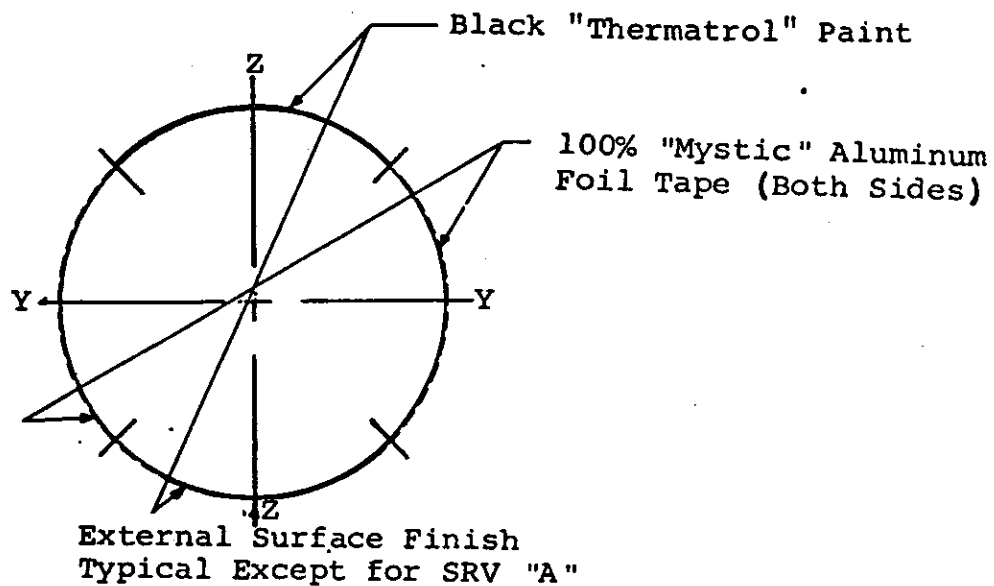 Black "Thermatrol" Paint
Z
100% "Mystic" Aluminum
Foil Tape (Both Sides)
Y
Y
Z
External Surface Finish
Typical Except for SRV "A"